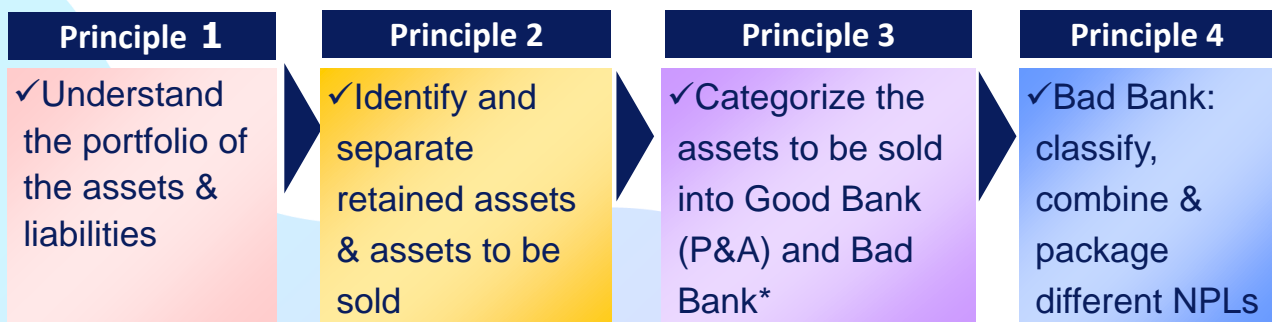 Principle 1
✓Understand
the portfolio of
the assets &
liabilities
Principle 2
✓Identify and
separate
retained assets
& assets to be
sold
Principle 3
✓Categorize the
assets to be sold
into Good Bank
(P&A) and Bad
Bank*
Principle 4
✓Bad Bank:
classify,
combine &
package
different NPLs